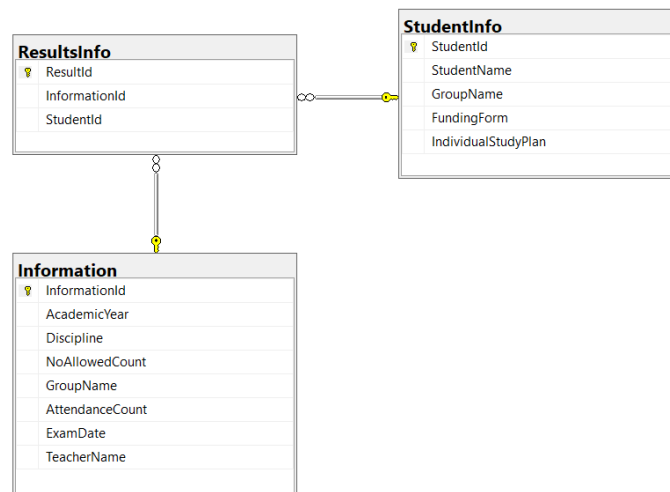 ResultsInfo
ResultId
InformationId
StudentId
StudentInfo
StudentId
StudentName
GroupName
FundingForm
IndividualStudyPlan
Information
InformationId
AcademicYear
Discipline
NoAllowedCount
GroupName
AttendanceCount
ExamDate
TeacherName